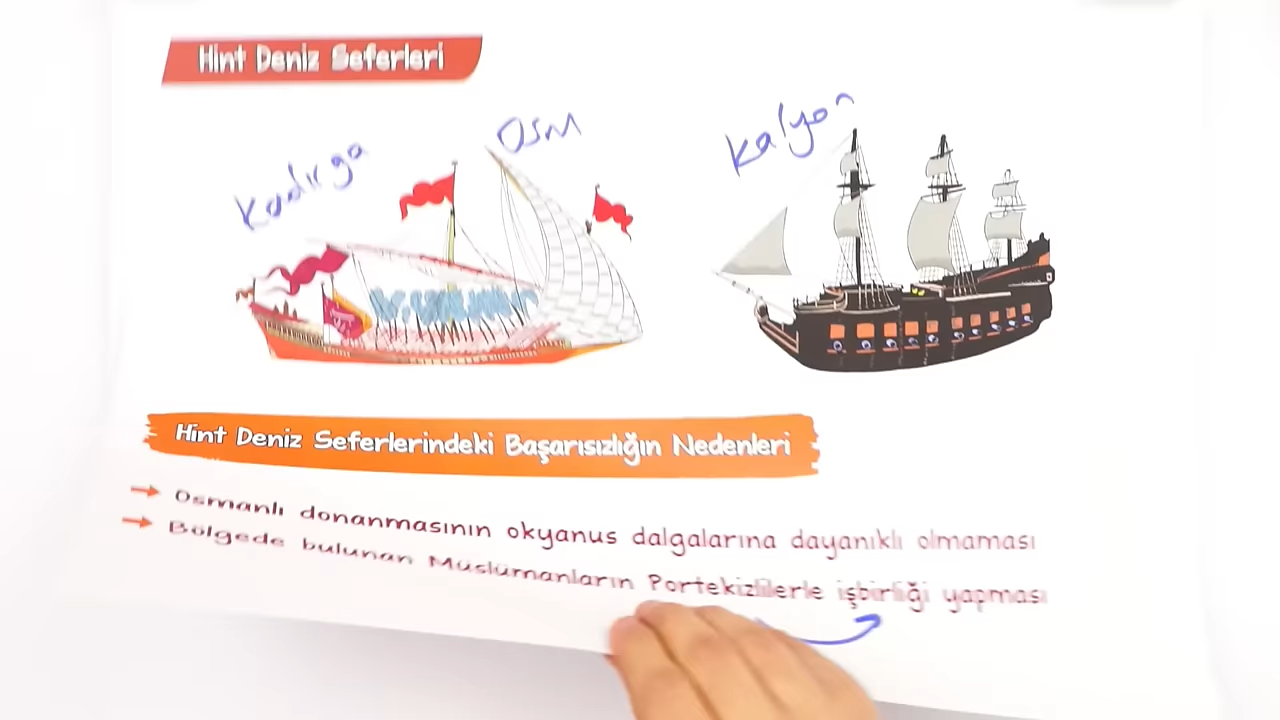 Hint Deniz Seferleri
kadırga
Osm
kalyon
Hint Deniz Seferlerindeki Başarısızlığın Nedenleri
→ Osmanlı donanmasının okyanus dalgalarına dayanıklı olmaması
→ Bölgede bulunan Müslümanların Portekizlilerle işbirliği yapması